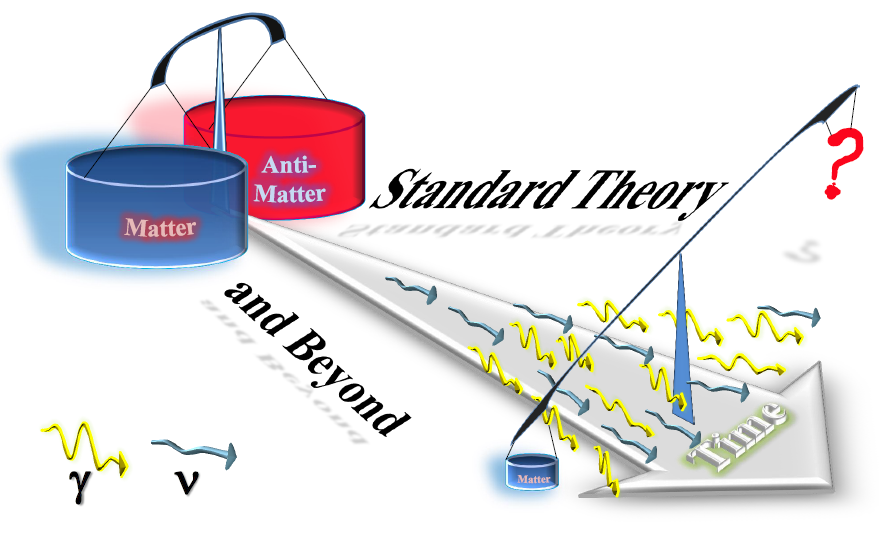 Anti-
Matter
Matter
Standard Theory
and Beyond
?
Time
Matter
γ
ν